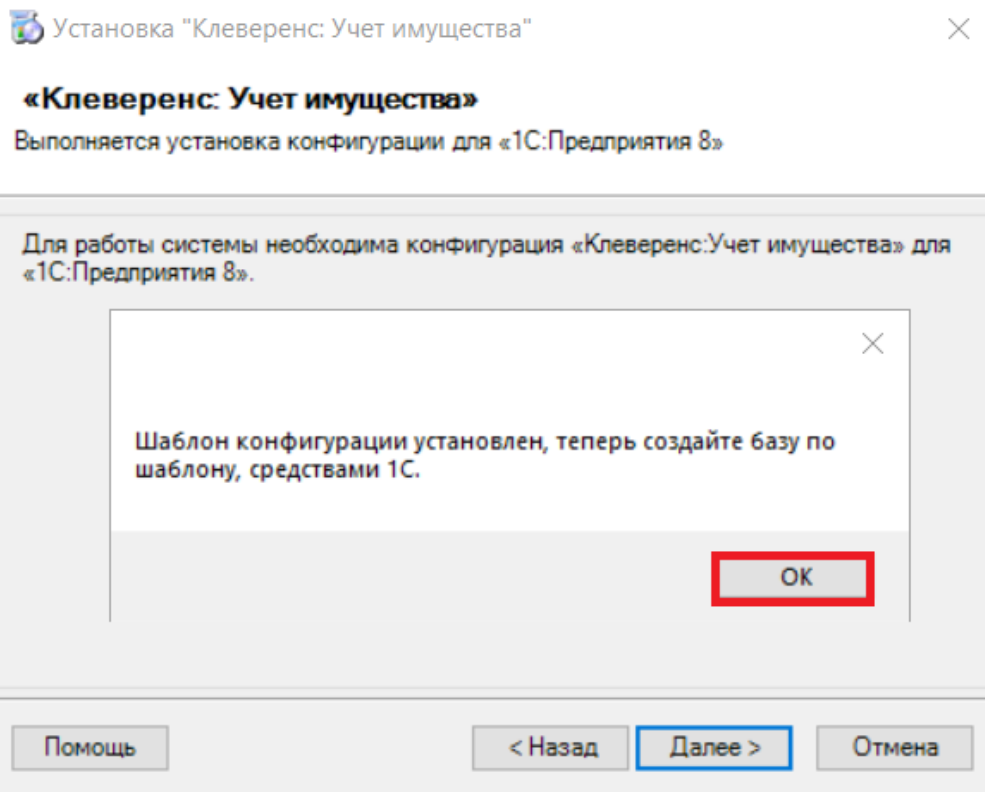 Установка "Клеверенс: Учет имущества"
«Клеверенс: Учет имущества»
Выполняется установка конфигурации для «1С:Предприятия 8»
Для работы системы необходима конфигурация «Клеверенс:Учет имущества» для
«1С:Предприятия 8».
Шаблон конфигурации установлен, теперь создайте базу по
шаблону, средствами 1С.
ОК
Помощь
< Назад
Далее >
Отмена